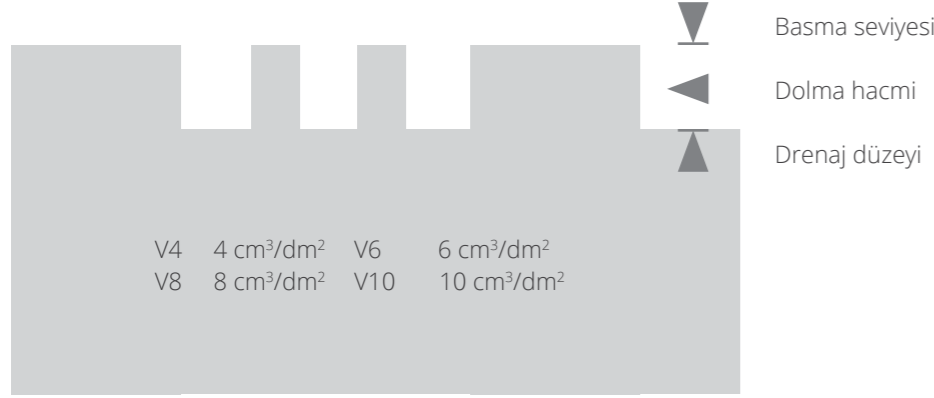 Basma seviyesi
Dolma hacmi
Drenaj düzeyi
V4 4 cm³/dm² V6 6 cm³/dm²
V8 8 cm³/dm² V10 10 cm³/dm²